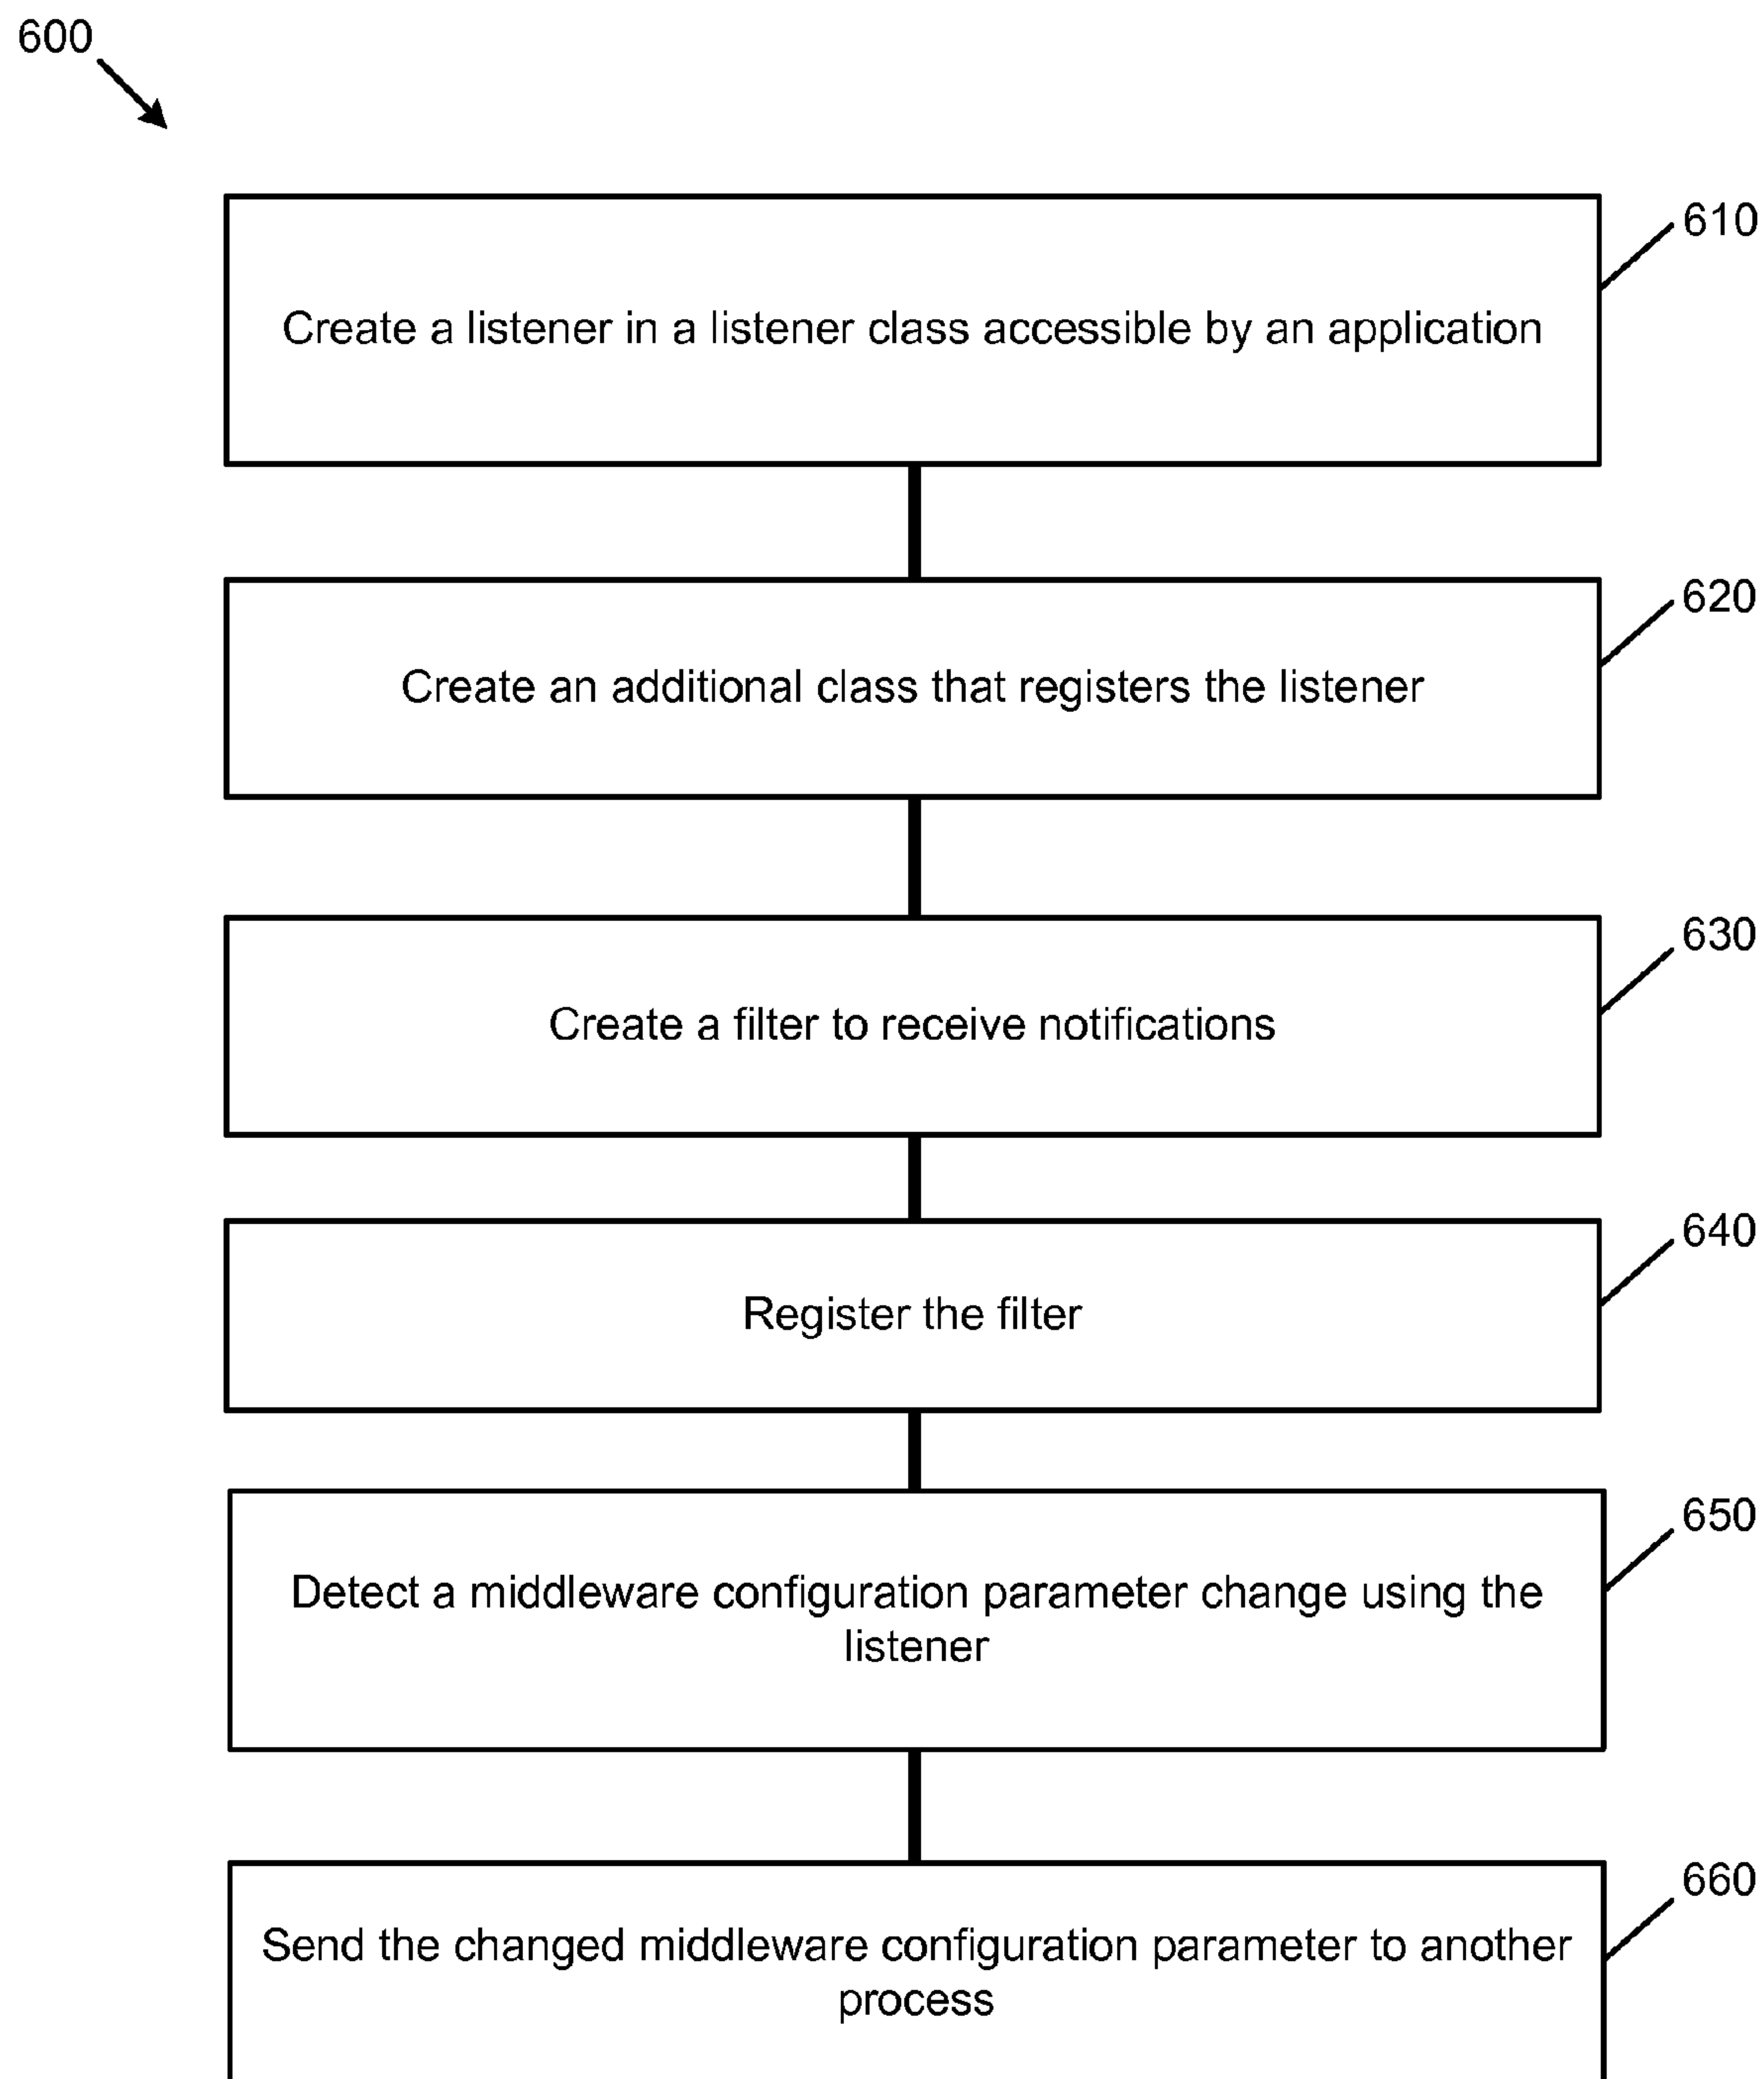 600
610
Create a listener in a listener class accessible by an application
620
Create an additional class that registers the listener
630
Create a filter to receive notifications
640
Register the filter
650
Detect a middleware configuration parameter change using the
listener
660
Send the changed middleware configuration parameter to another
process